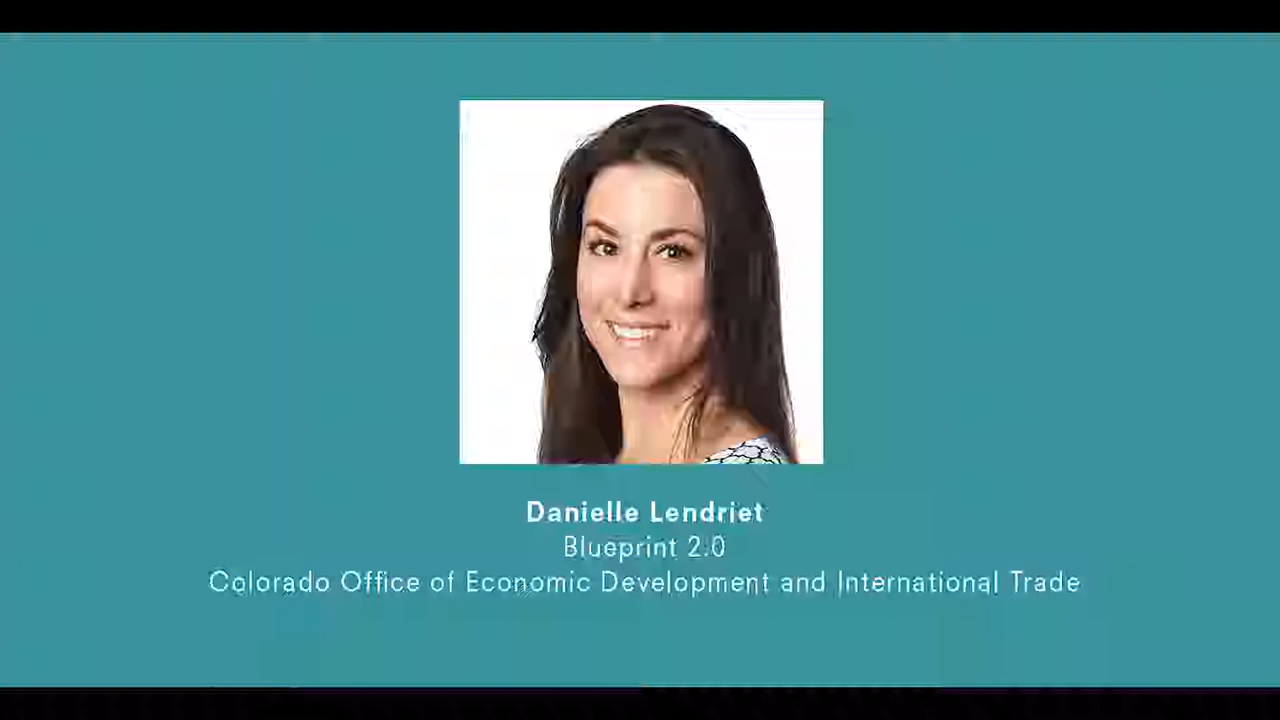 Danielle Lendriet
Blueprint 2.0
Colorado Office of Economic Development and International Trade